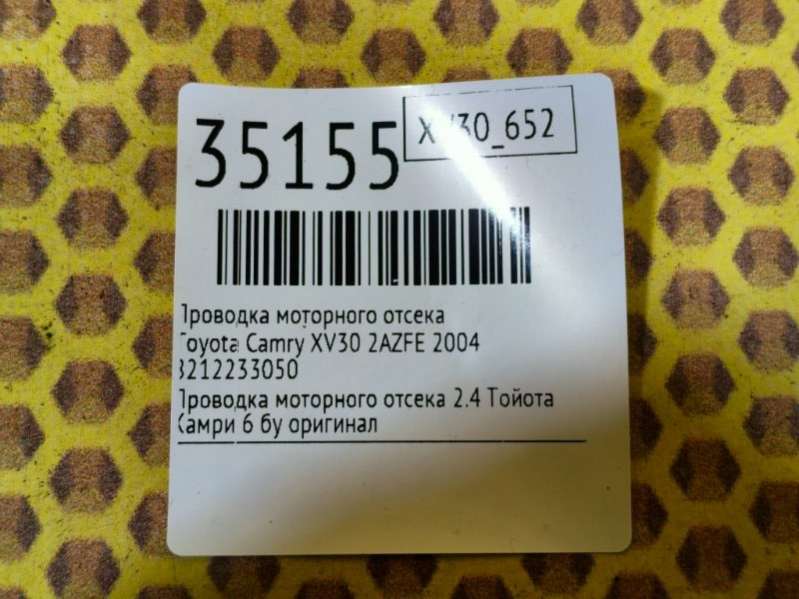 35155
XV30_652
Проводка моторного отсека
Toyota Camry XV30 2AZFE 2004
8212233050
Проводка моторного отсека 2.4 Тойота
Камри 6 бу оригинал